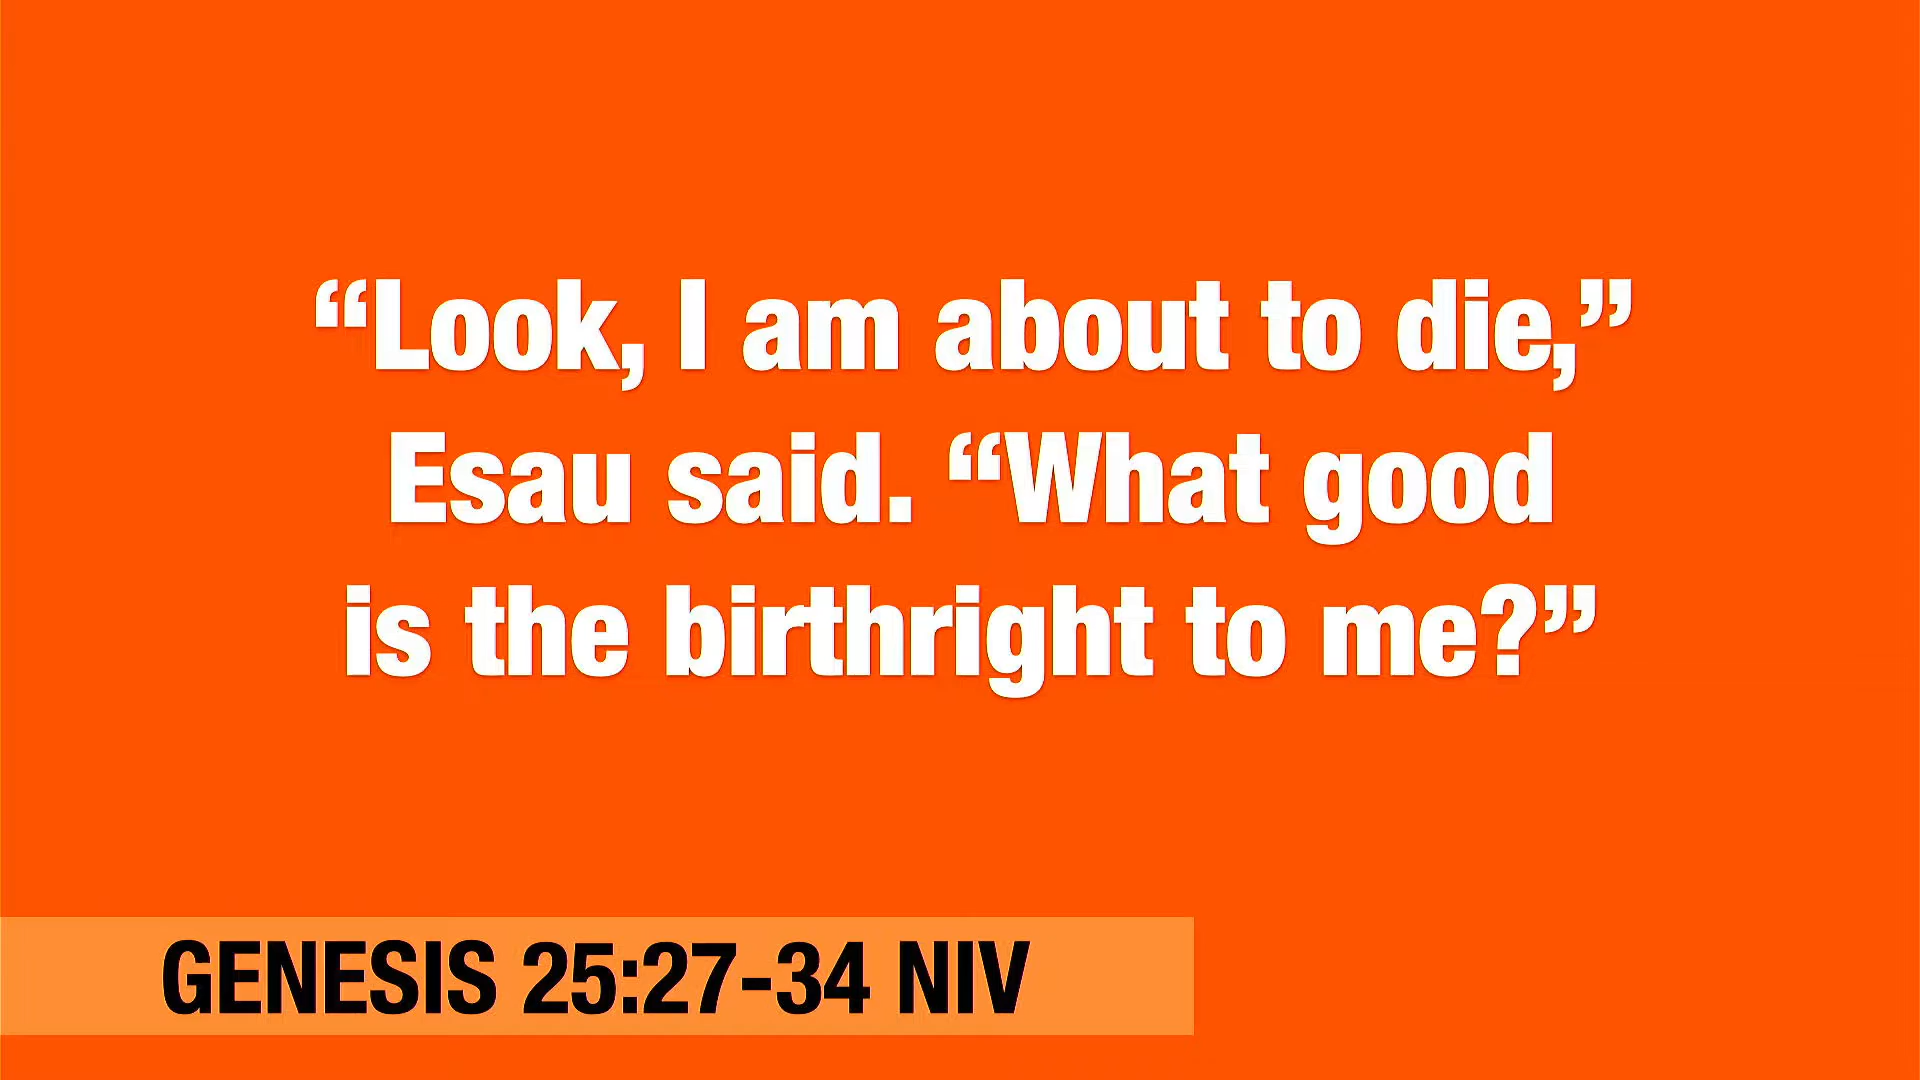 “Look, I am about to die,”
Esau said. “What good
is the birthright to me?”
GENESIS 25:27-34 NIV